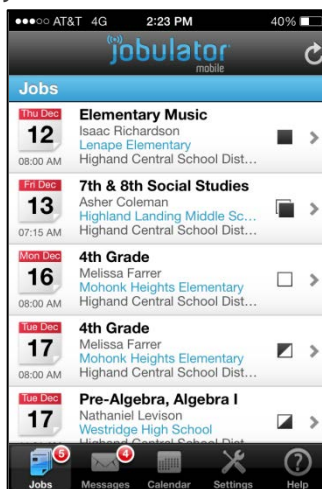 AT&T 4G 2:23 PM 40%
jobulator
mobile
Jobs
Thu Dec
12
08:00 AM
Elementary Music
Isaac Richardson
Lenape Elementary
Highand Central School Dist…
Fri Dec
13
07:15 AM
7th & 8th Social Studies
Asher Coleman
Highland Landing Middle Sc…
Highand Central School Dist…
Mon Dec
16
08:00 AM
4th Grade
Melissa Farrer
Mohonk Heights Elementary
Highand Central School Dist…
Tue Dec
17
08:00 AM
4th Grade
Melissa Farrer
Mohonk Heights Elementary
Highand Central School Dist…
Tue Dec
17
Pre-Algebra, Algebra I
Nathaniel Levison
Westridge High School
Highand Central School Dist…
5 4
Jobs Messages Calendar Settings Help